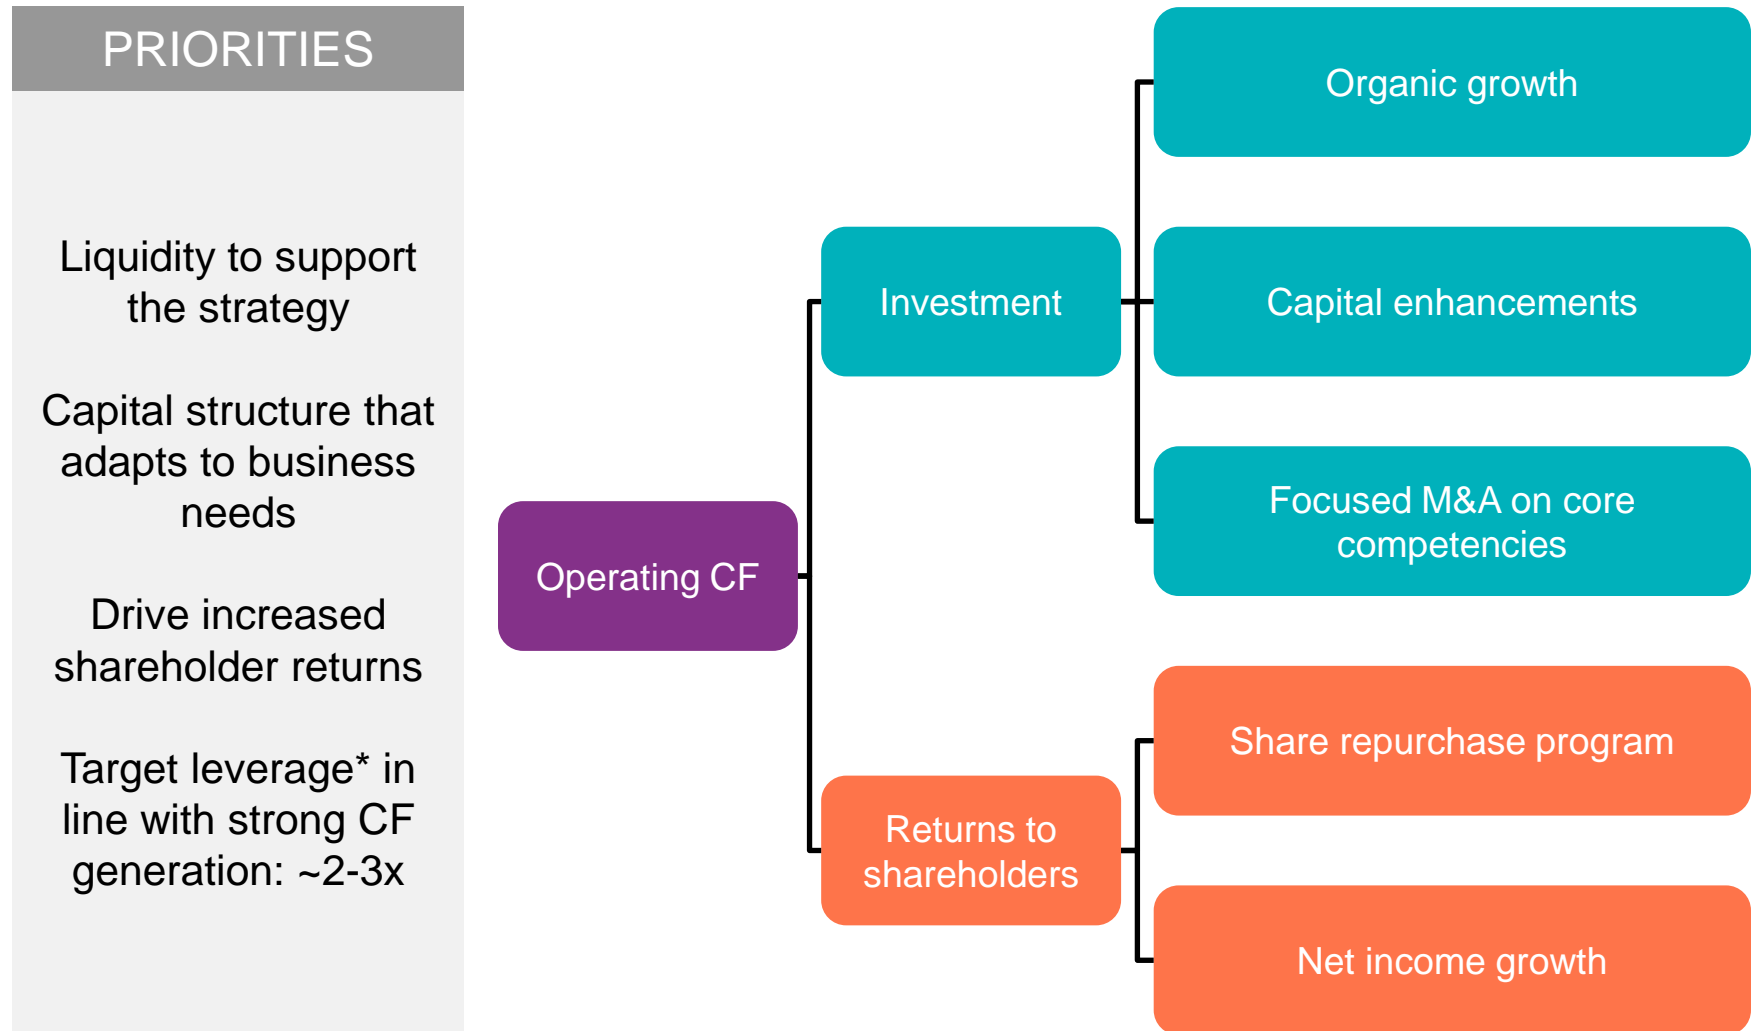 PRIORITIES
Liquidity to support
the strategy
Capital structure that
adapts to business
needs
Drive increased
shareholder returns
Target leverage* in
line with strong CF
generation: ~2-3x
Operating CF
Investment
Organic growth
Capital enhancements
Focused M&A on core
competencies
Returns to
shareholders
Share repurchase program
Net income growth